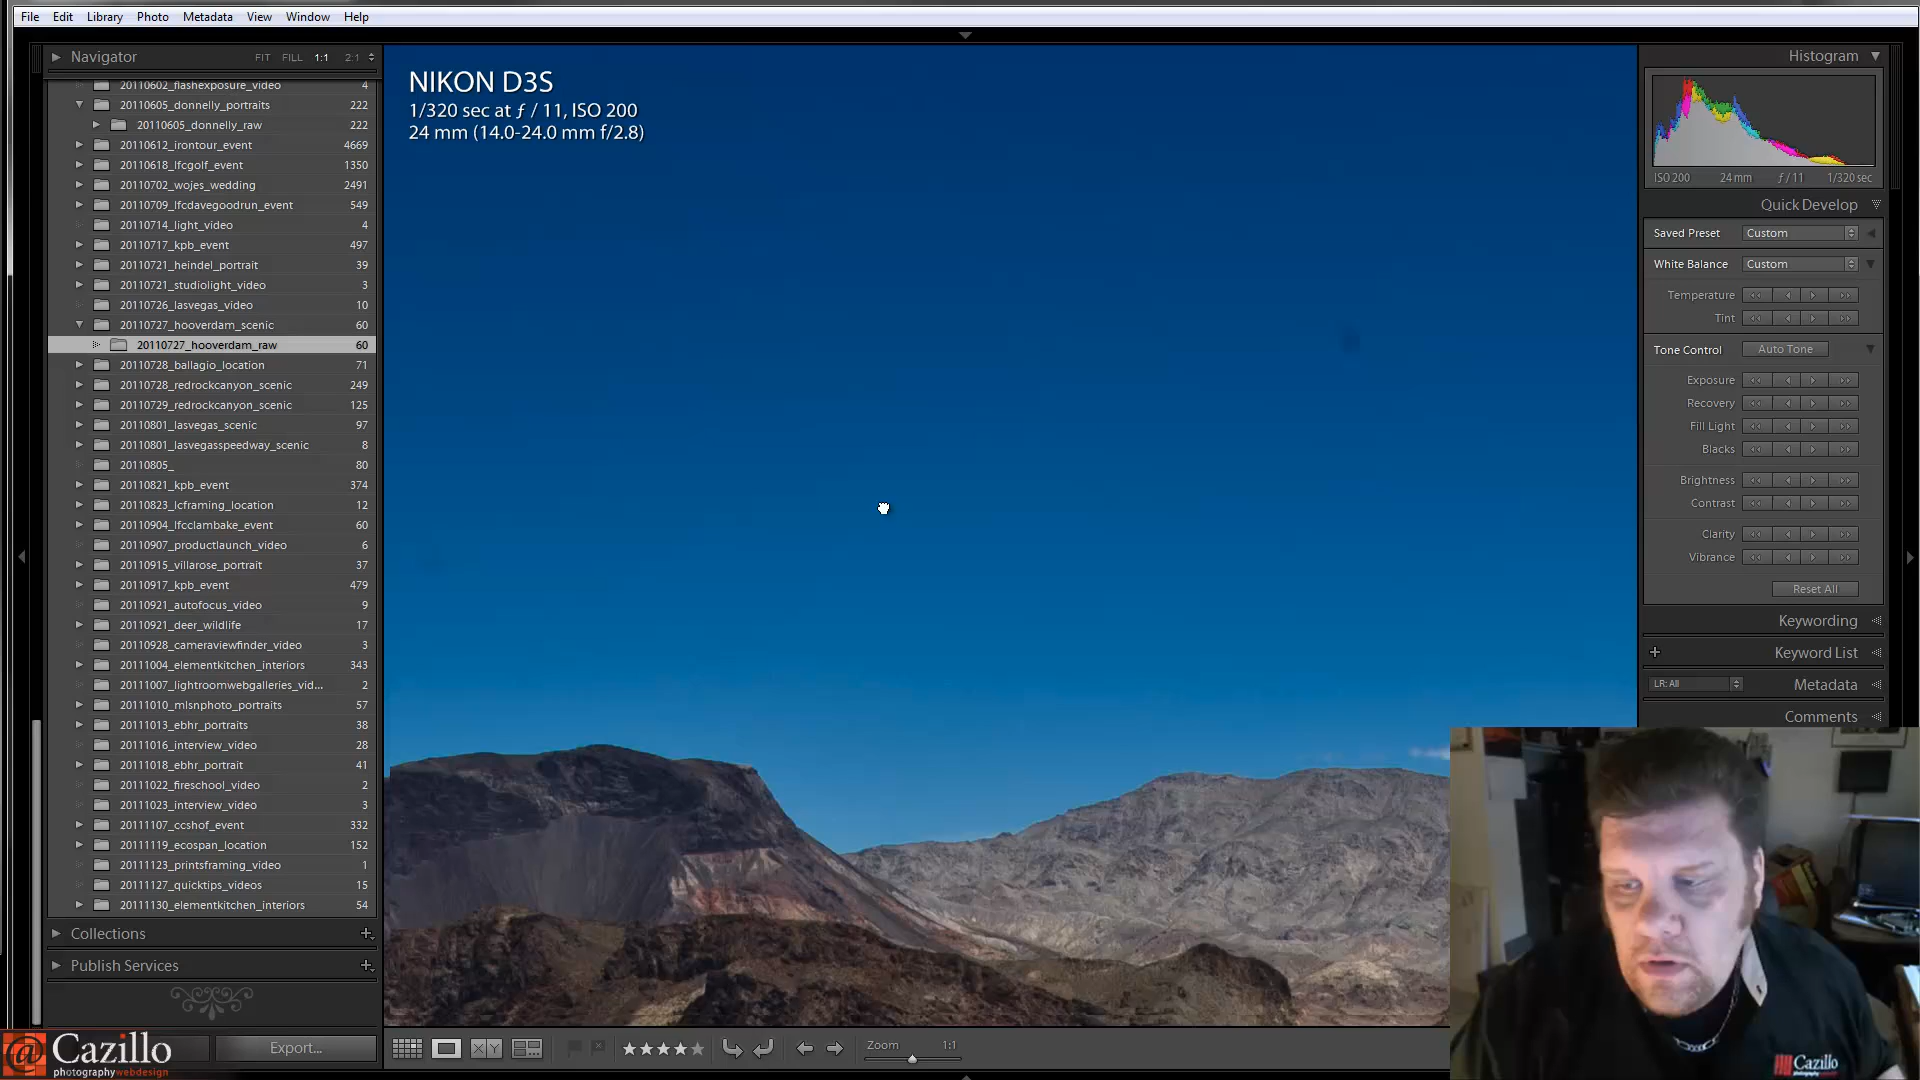 File Edit Library Photo Metadata View Window Help
Navigator FIT FILL 1:1 2:1
20110602_flashexposure_video 4
20110605_donnelly_portraits 222
20110605_donnelly_raw 222
20110612_irontour_event 4669
20110618_lfcgolf_event 1350
20110702_wojes_wedding 2491
20110709_lfcdavegoodrun_event 549
20110714_light_video 4
20110717_kpb_event 497
20110721_heindel_portrait 39
20110721_studiolight_video 3
20110726_lasvegas_video 10
20110727_hooverdam_scenic 60
20110727_hooverdam_raw 60
20110728_ballagio_location 71
20110728_redrockcanyon_scenic 249
20110729_redrockcanyon_scenic 125
20110801_lasvegas_scenic 97
20110801_lasvegasspeedway_scenic 8
20110805_ 80
20110821_kpb_event 374
20110823_lcframing_location 12
20110904_lfcclambake_event 60
20110907_productlaunch_video 6
20110915_villarose_portrait 37
20110917_kpb_event 479
20110921_autofocus_video 9
20110921_deer_wildlife 17
20110928_cameraviewfinder_video 3
20111004_elementkitchen_interiors 343
20111007_lightroomwebgalleries_vid... 2
20111010_mlsnphoto_portraits 57
20111013_ebhr_portraits 38
20111016_interview_video 28
20111018_ebhr_portrait 41
20111022_fireschool_video 2
20111023_interview_video 3
20111107_ccshof_event 332
20111119_ecospan_location 152
20111123_printsframing_video 1
20111127_quicktips_videos 15
20111130_elementkitchen_interiors 54
Collections
Publish Services
@Cazillo
photographywebdesign
Export...
NIKON D3S
1/320 sec at ƒ / 11, ISO 200
24 mm (14.0-24.0 mm f/2.8)
XY
Zoom 1:1
Histogram
ISO 200 24 mm ƒ / 11 1/320 sec
Quick Develop
Saved Preset Custom
White Balance Custom
Temperature
Tint
Tone Control Auto Tone
Exposure
Recovery
Fill Light
Blacks
Brightness
Contrast
Clarity
Vibrance
Reset All
Keywording
Keyword List
LR: All Metadata
Comments
Cazillo